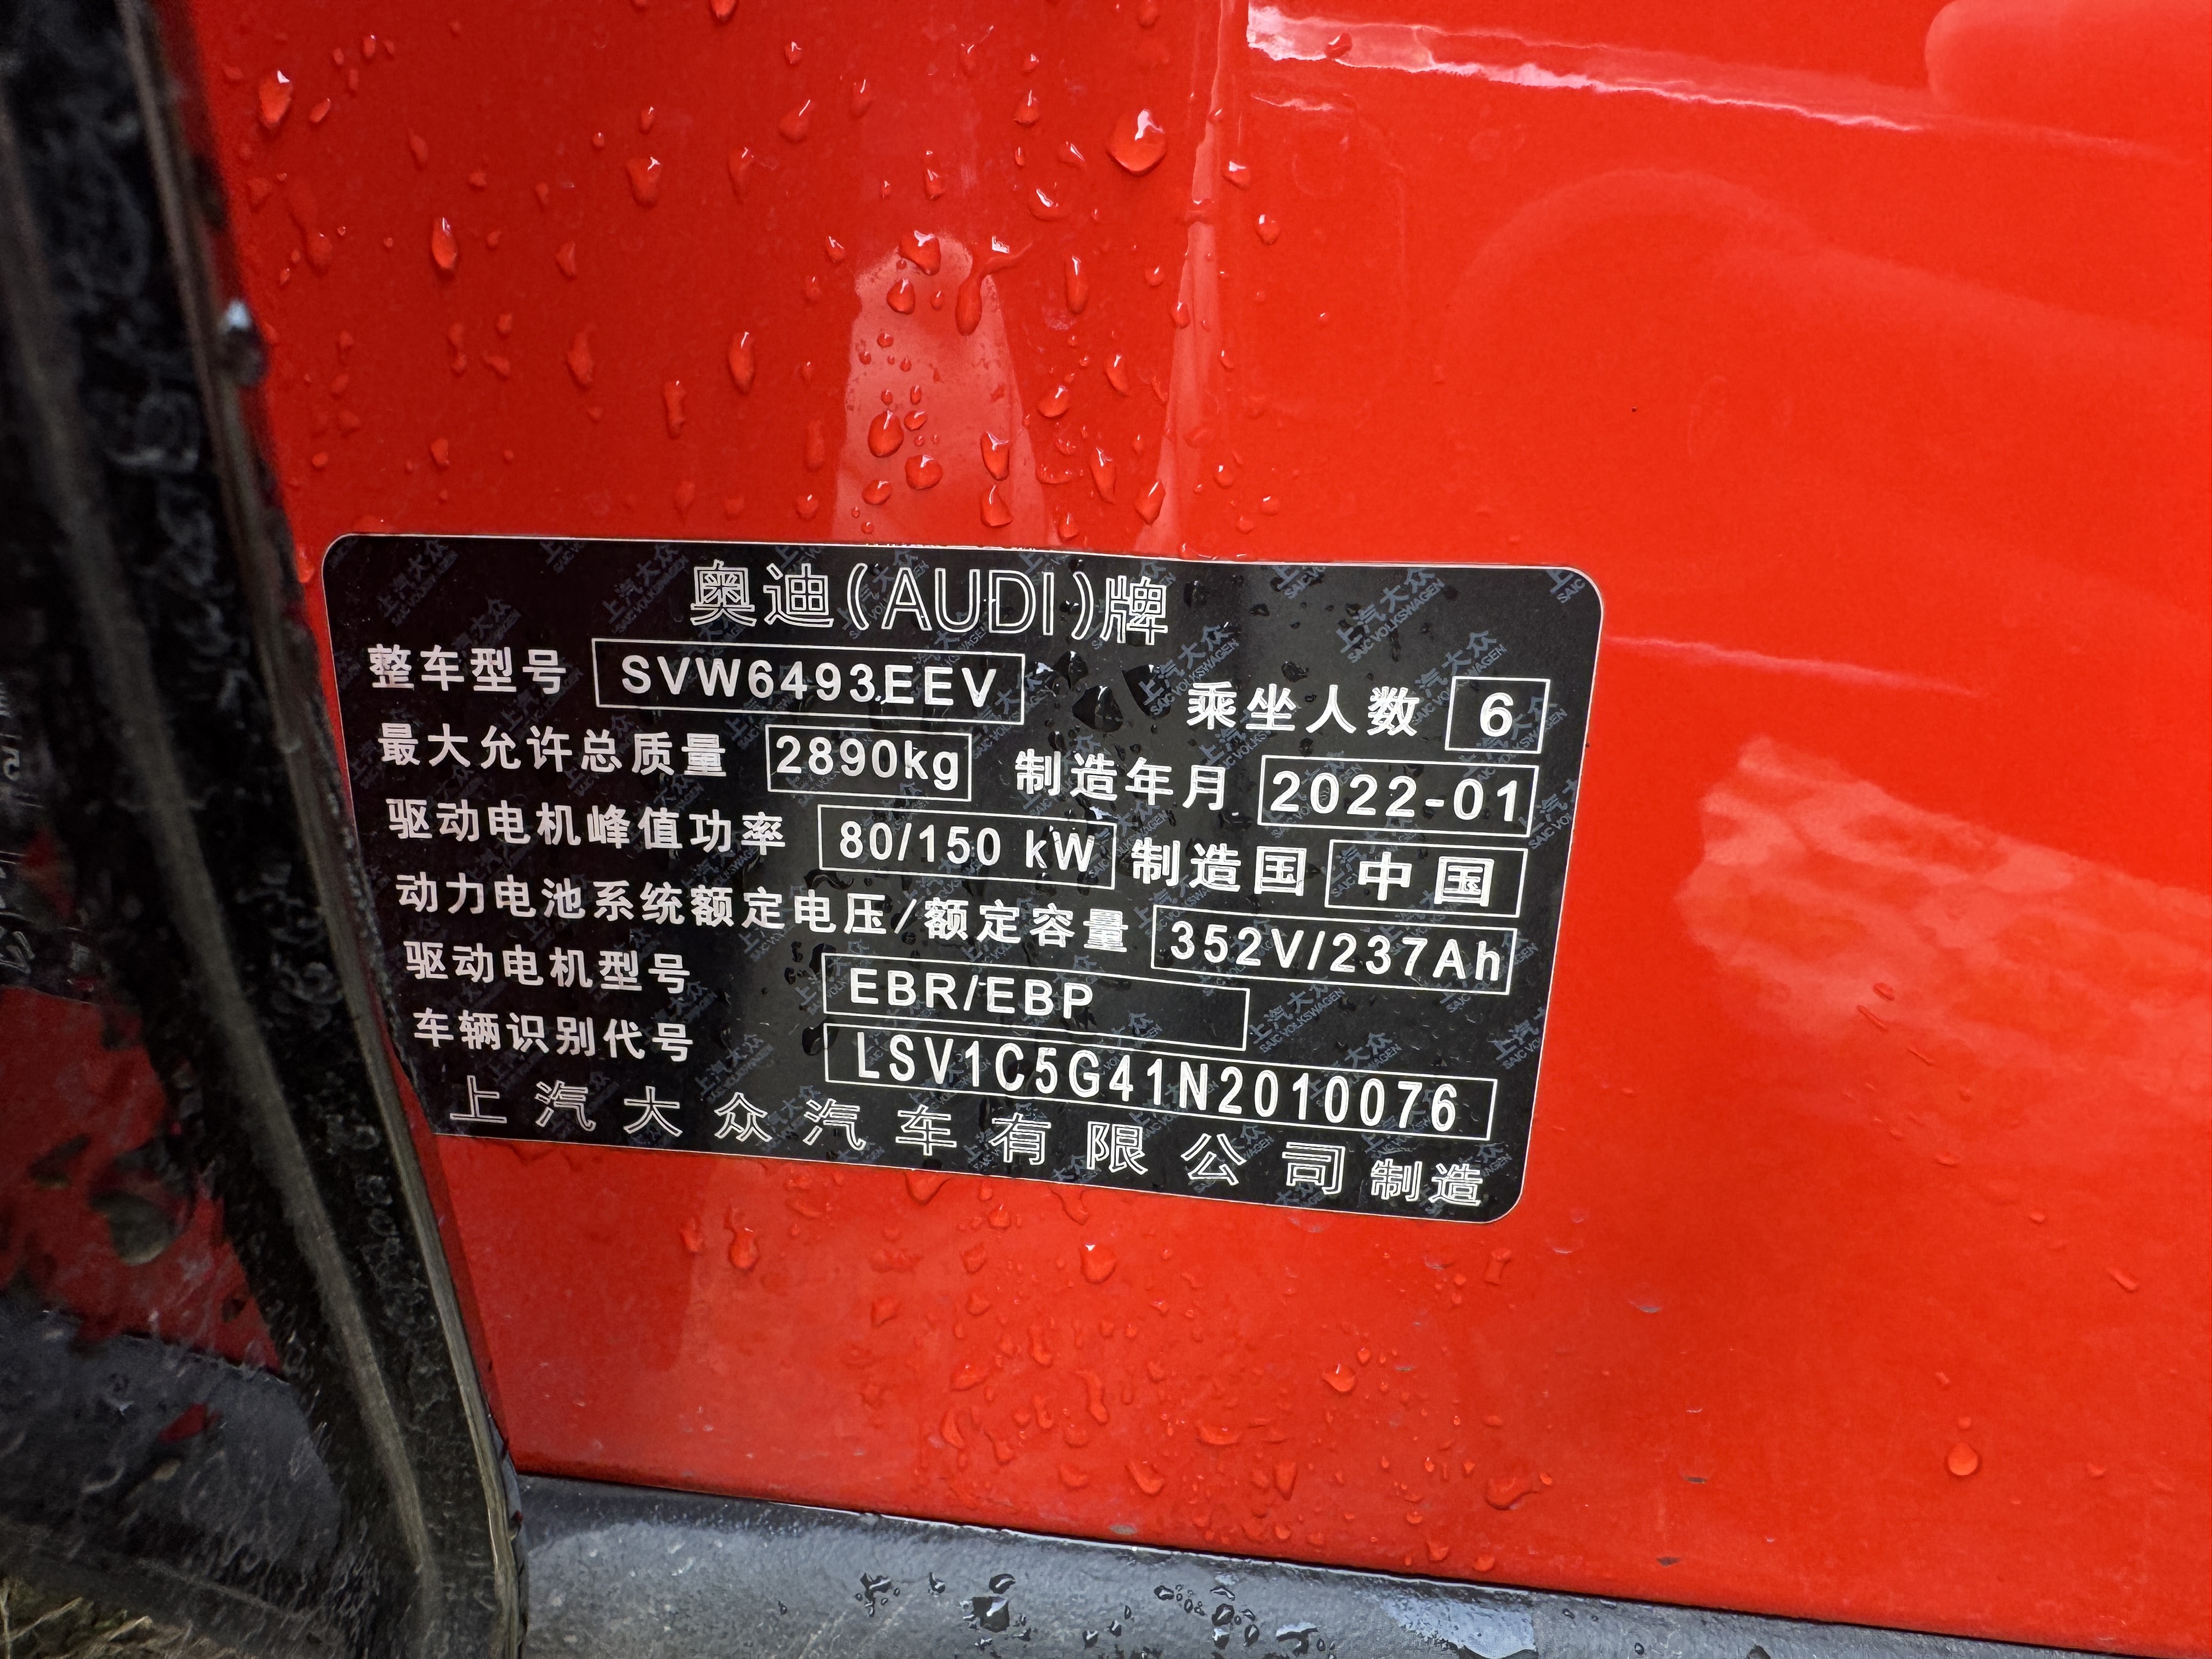 奥迪(AUDI)牌
整车型号 SVW6493EEV 乘坐人数 6
最大允许总质量 2890kg 制造年月 2022-01
驱动电机峰值功率 80/150 kW 制造国 中国
动力电池系统额定电压/额定容量 352V/237Ah
驱动电机型号 EBR/EBP
车辆识别代号 LSV1C5G41N2010076
上汽大众汽车有限公司制造